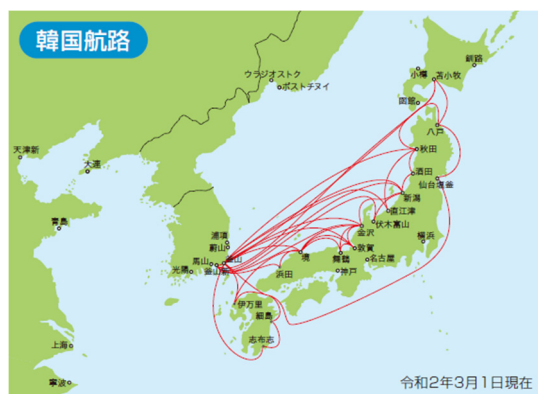 韓国航路
ウラジオストク
ボストチヌイ
小樽
苫小牧
釧路
函館
八戸
天津新
大連
秋田
酒田
仙台塩釜
新潟
青島
直江津
伏木富山
金沢
浦項
蔚山
馬山
釜山
光陽
釜山新
境
舞鶴
敦賀
横浜
名古屋
神戸
浜田
伊万里
細島
志布志
上海
寧波
令和2年3月1日現在